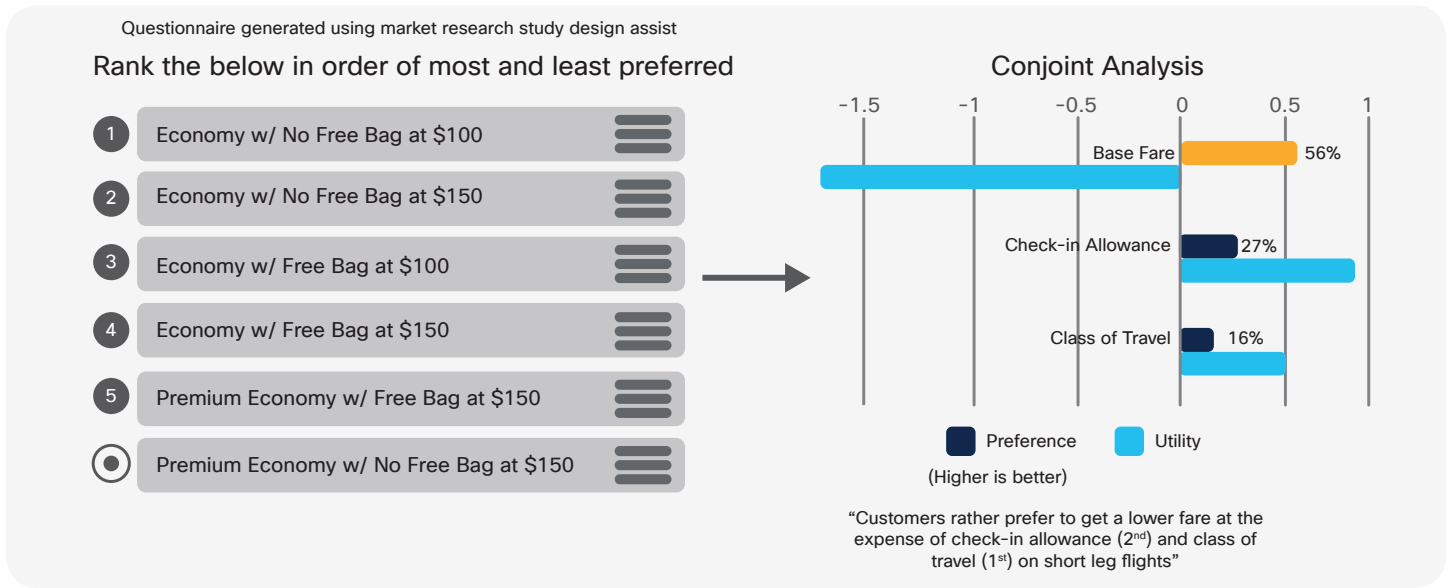 Questionnaire generated using market research study design assist
Rank the below in order of most and least preferred
1 Economy w/ No Free Bag at $100
2 Economy w/ No Free Bag at $150
3 Economy w/ Free Bag at $100
4 Economy w/ Free Bag at $150
5 Premium Economy w/ Free Bag at $150
Premium Economy w/ No Free Bag at $150
Conjoint Analysis
-1.5 -1 -0.5 0 0.5 1
Base Fare 56%
Check-in Allowance 27%
Class of Travel 16%
Preference Utility
(Higher is better)
“Customers rather prefer to get a lower fare at the
expense of check-in allowance (2nd) and class of
travel (1st) on short leg flights”